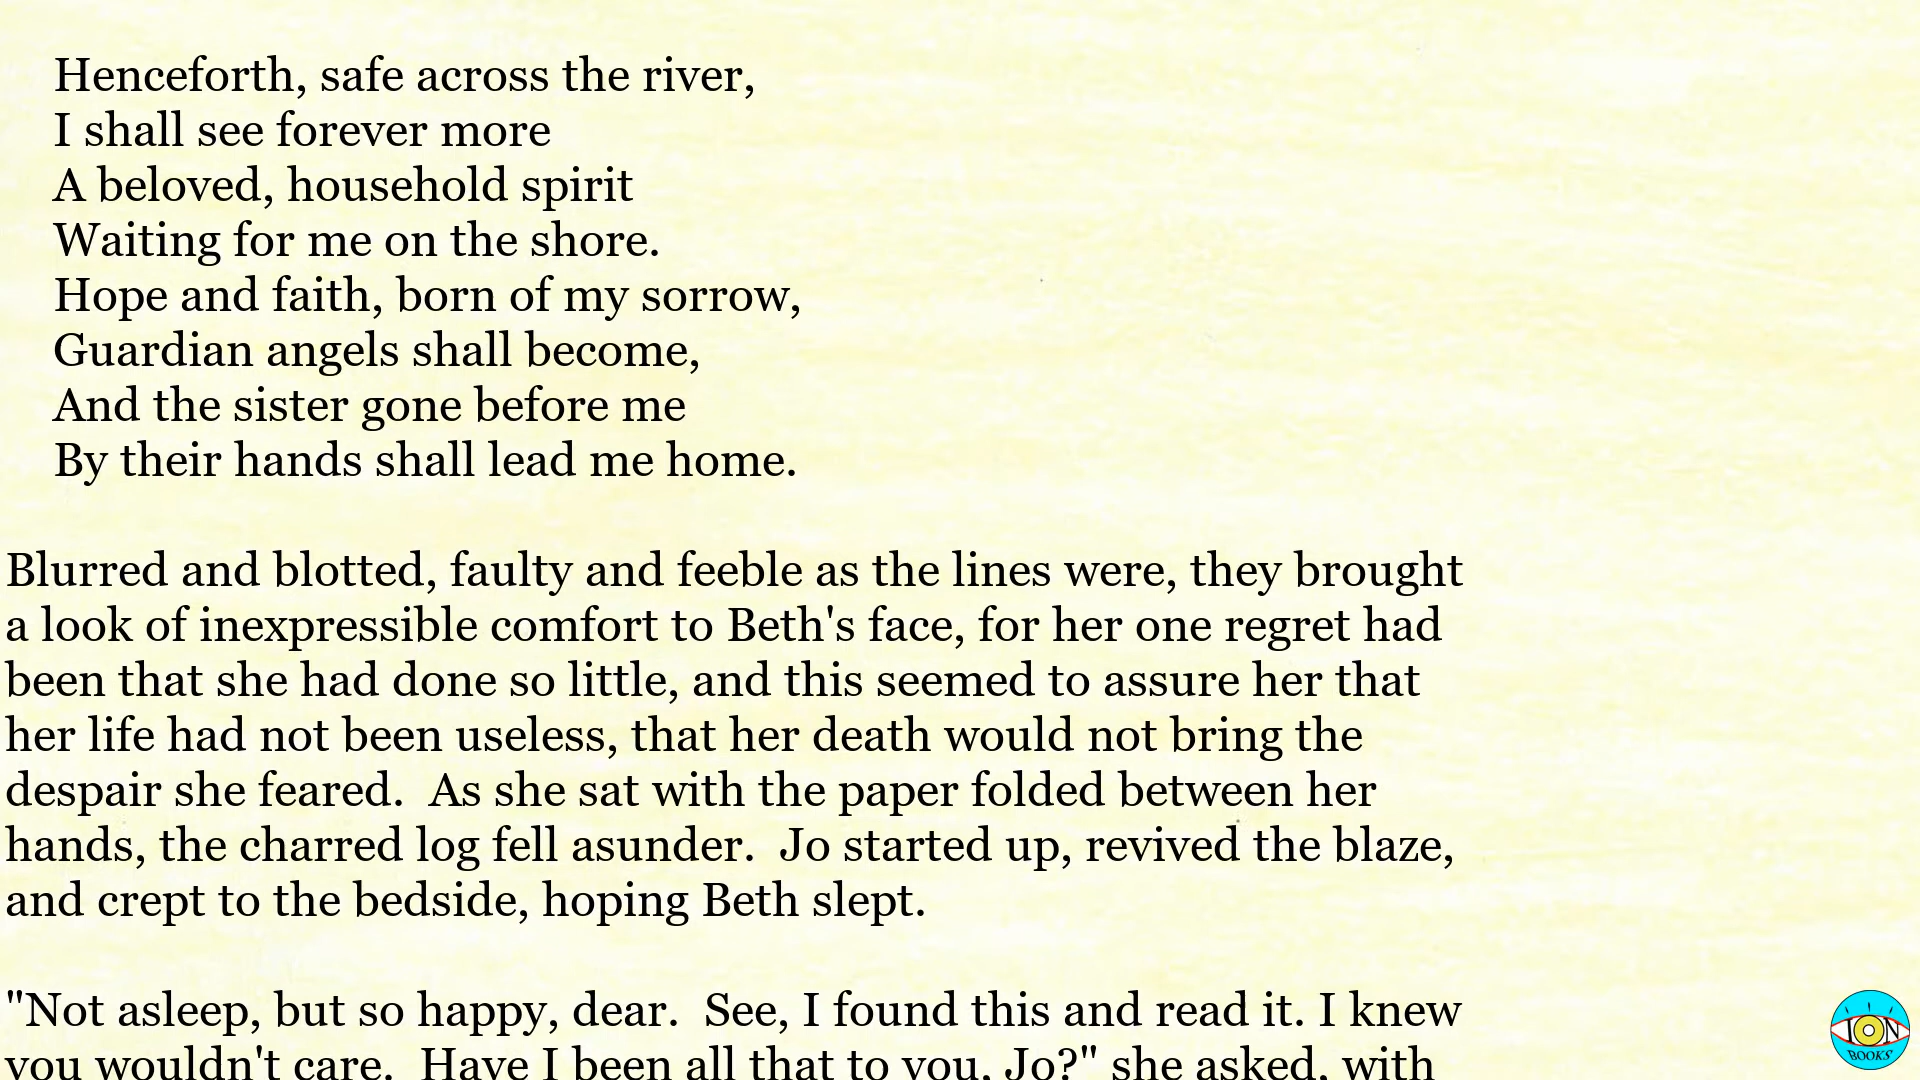 Henceforth, safe across the river,
I shall see forever more
A beloved, household spirit
Waiting for me on the shore.
Hope and faith, born of my sorrow,
Guardian angels shall become,
And the sister gone before me
By their hands shall lead me home.
Blurred and blotted, faulty and feeble as the lines were, they brought
a look of inexpressible comfort to Beth's face, for her one regret had
been that she had done so little, and this seemed to assure her that
her life had not been useless, that her death would not bring the
despair she feared.  As she sat with the paper folded between her
hands, the charred log fell asunder.  Jo started up, revived the blaze,
and crept to the bedside, hoping Beth slept.
"Not asleep, but so happy, dear.  See, I found this and read it. I knew
you wouldn't care.  Have I been all that to you, Jo?" she asked, with
ION
BOOKS